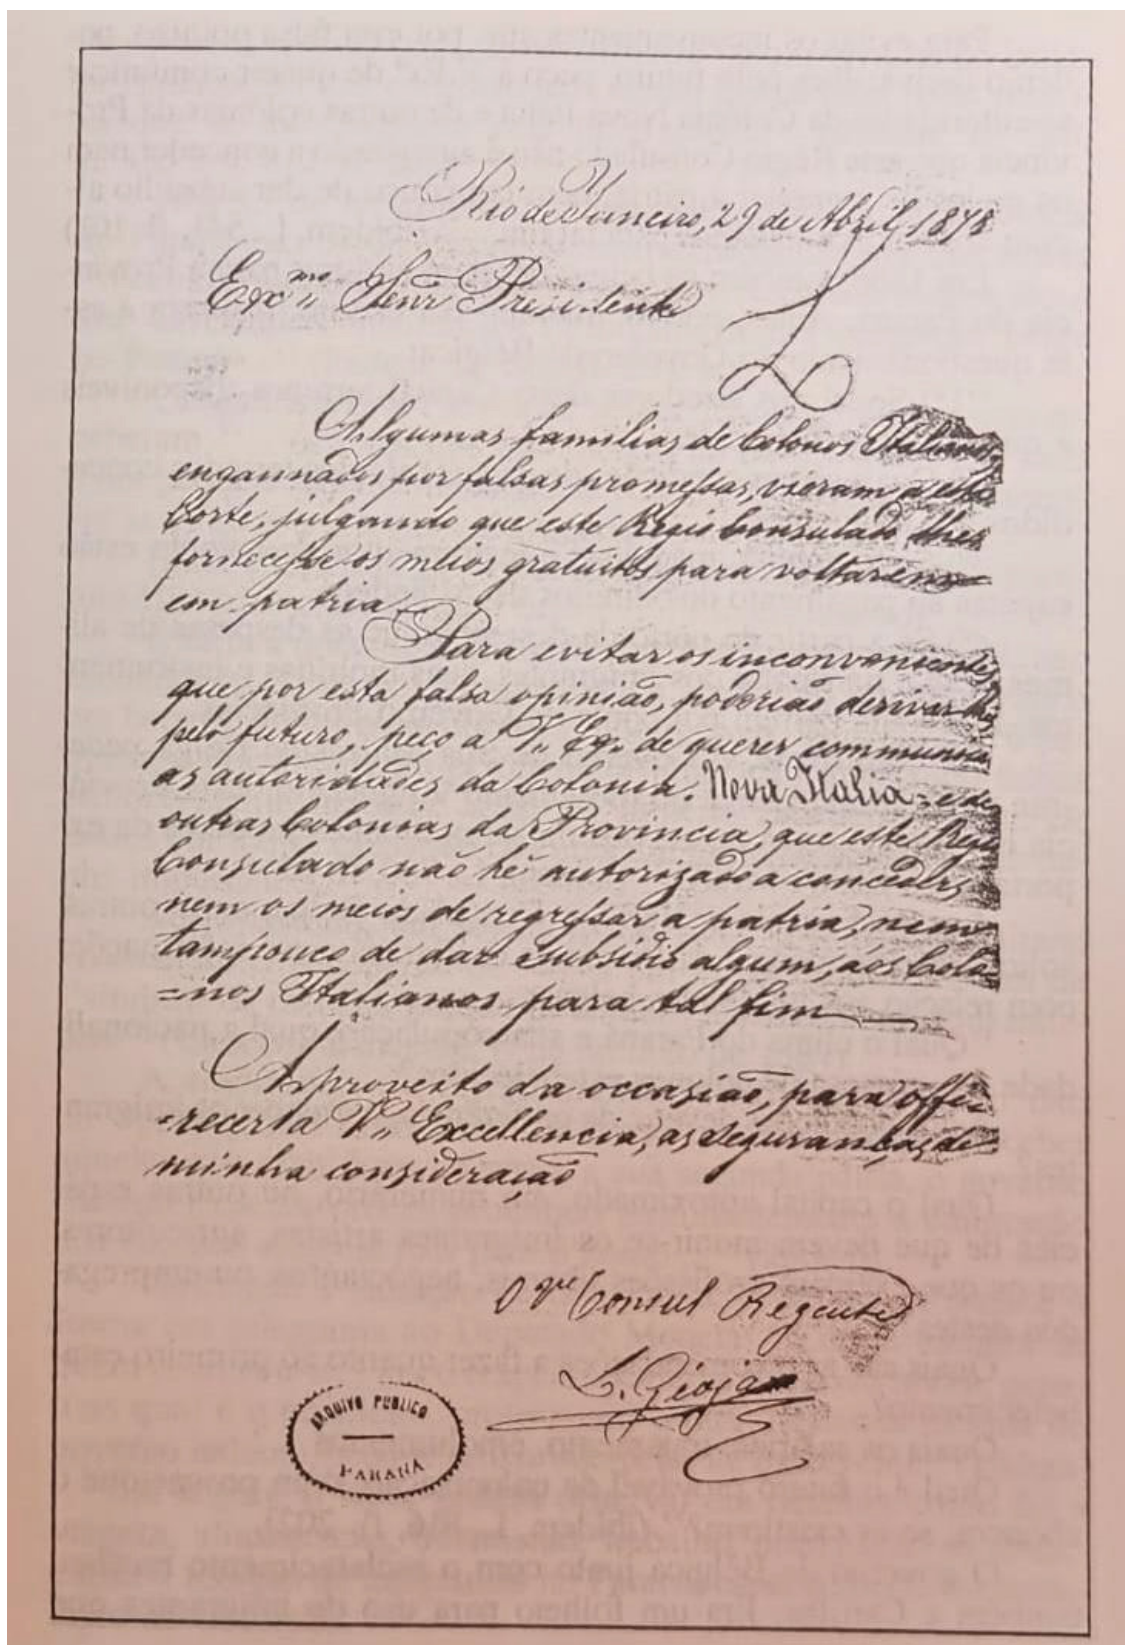 Rio de Janeiro, 29 de Abril 1878
Exmo Senr Presidente
Algumas familias de Colonos Italianos,
engannados por falsas promessas, vieram a esta
Corte, julgando que este Regio Consulado lhes
fornecesse os meios gratuitos para voltarem
em patria.
Para evitar os inconvenientes,
que por esta falsa opinião, poderião derivar
pelo futuro, peço a V. Ex. de querer communicar
as autoridades da Colonia. Nova Italia = e de
outras Colonias da Provincia, que este Regio
Consulado não hé autorizado a conceder,
nem os meios de regressar a patria, nem
tampouco de dar subsidio algum, aos Colo
=nos Italianos para tal fim
Approveito da occasião, para offe=
=recer a V. Excellencia, as seguranças de
minha consideração
O Consul Regente
L. Gioja
ARQUIVO PUBLICO
PARANÁ